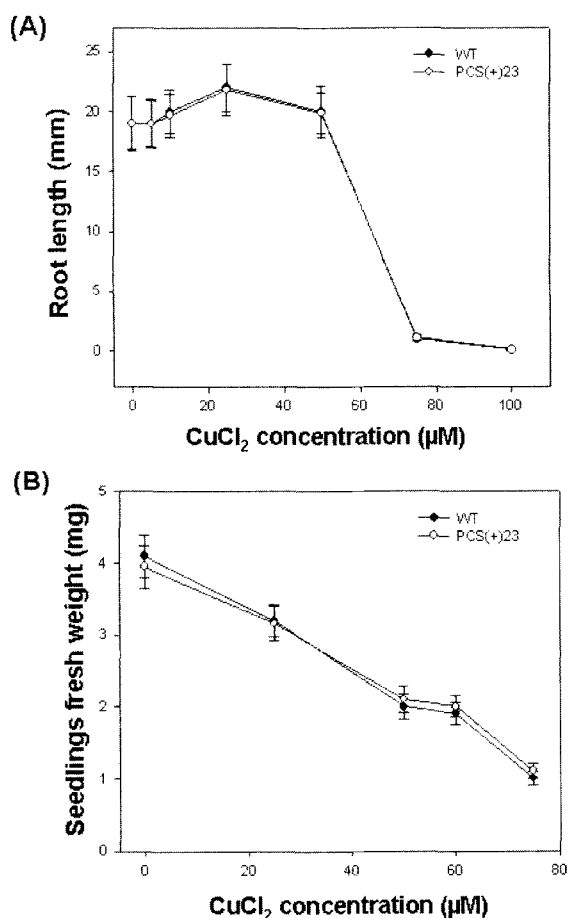 (A)
25
20
15
10
5
0
WT
PCS(+)23
Root length (mm)
0
20
40
60
80
100
CuCl₂ concentration (µM)
(B)
5
4
3
2
1
0
WT
PCS(+)23
Seedlings fresh weight (mg)
0
20
40
60
80
CuCl₂ concentration (µM)